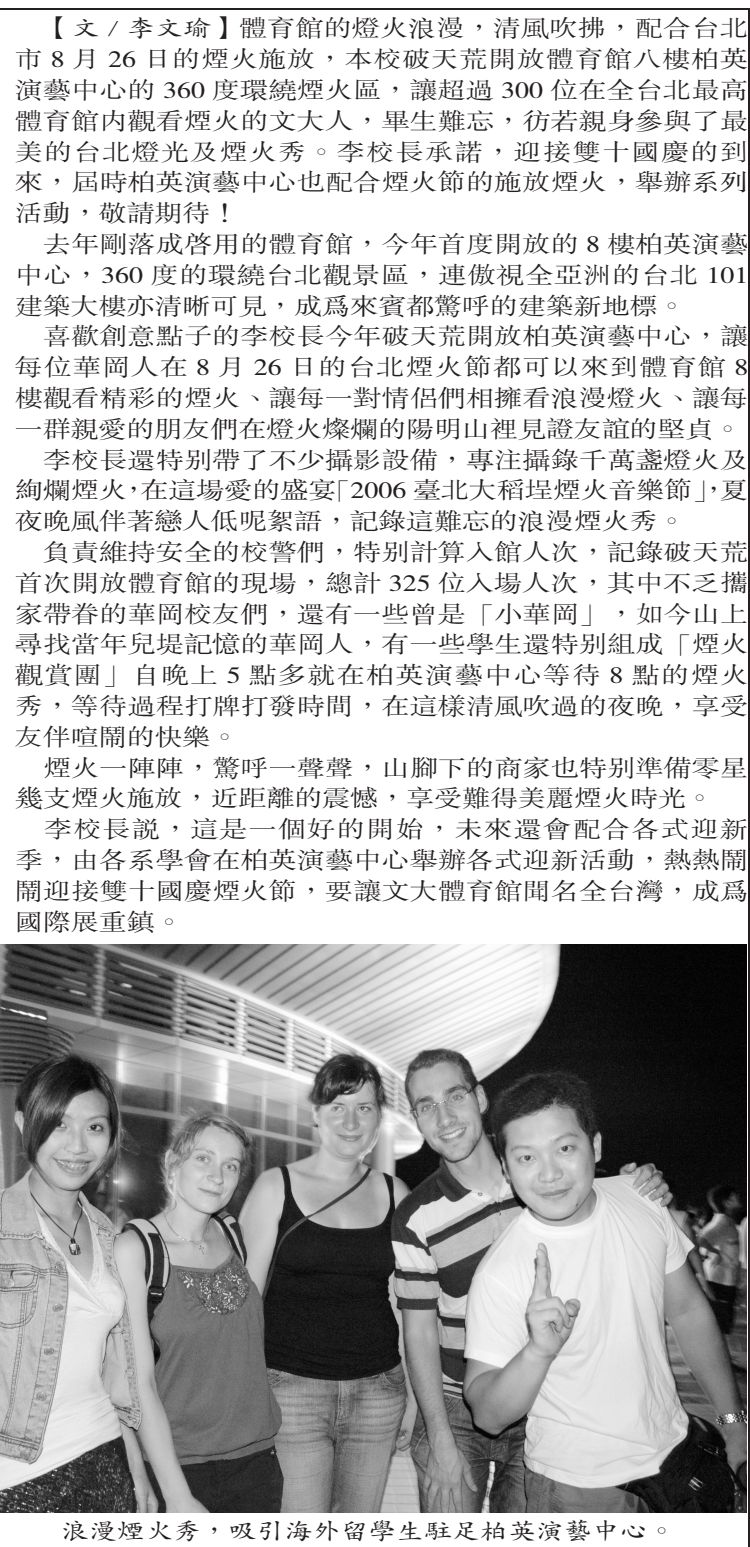 【文/李文瑜】體育館的燈火浪漫，清風吹拂，配合台北
市 8 月 26 日的煙火施放，本校破天荒開放體育館八樓柏英
演藝中心的 360 度環繞煙火區，讓超過 300 位在全台北最高
體育館內觀看煙火的文大人，畢生難忘，彷若親身參與了最
美的台北燈光及煙火秀。李校長承諾，迎接雙十國慶的到
來，屆時柏英演藝中心也配合煙火節的施放煙火，舉辦系列
活動，敬請期待！
去年剛落成啓用的體育館，今年首度開放的 8 樓柏英演藝
中心，360 度的環繞台北觀景區，連傲視全亞洲的台北 101
建築大樓亦清晰可見，成爲來賓都驚呼的建築新地標。
喜歡創意點子的李校長今年破天荒開放柏英演藝中心，讓
每位華岡人在 8 月 26 日的台北煙火節都可以來到體育館 8
樓觀看精彩的煙火、讓每一對情侶們相擁看浪漫燈火、讓每
一群親愛的朋友們在燈火燦爛的陽明山裡見證友誼的堅貞。
李校長還特別帶了不少攝影設備，專注攝錄千萬盞燈火及
絢爛煙火，在這場愛的盛宴「2006 臺北大稻埕煙火音樂節」，夏
夜晚風伴著戀人低呢絮語，記錄這難忘的浪漫煙火秀。
負責維持安全的校警們，特別計算入館人次，記錄破天荒
首次開放體育館的現場，總計 325 位入場人次，其中不乏攜
家帶眷的華岡校友們，還有一些曾是「小華岡」，如今山上
尋找當年兒堤記憶的華岡人，有一些學生還特別組成「煙火
觀賞團」自晚上 5 點多就在柏英演藝中心等待 8 點的煙火
秀，等待過程打牌打發時間，在這樣清風吹過的夜晚，享受
友伴喧鬧的快樂。
煙火一陣陣，驚呼一聲聲，山腳下的商家也特別準備零星
幾支煙火施放，近距離的震憾，享受難得美麗煙火時光。
李校長説，這是一個好的開始，未來還會配合各式迎新
季，由各系學會在柏英演藝中心舉辦各式迎新活動，熱熱鬧
鬧迎接雙十國慶煙火節，要讓文大體育館聞名全台灣，成爲
國際展重鎮。
浪漫煙火秀，吸引海外留學生駐足柏英演藝中心。